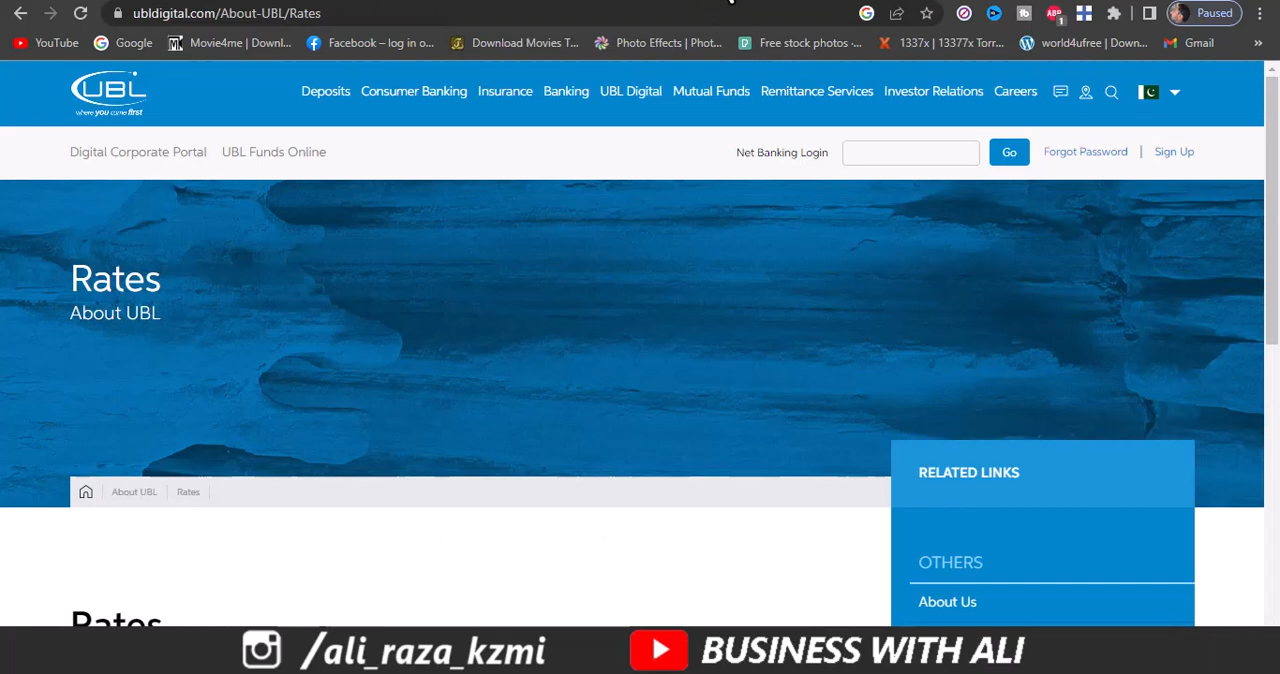 ubldigital.com/About-UBL/Rates
Paused
YouTube Google Movie4me | Downl... Facebook – log in o... Download Movies T... Photo Effects | Phot... Free stock photos -... 1337x | 13377x Torr... world4ufree | Down... Gmail »
UBL
where you come first
Deposits Consumer Banking Insurance Banking UBL Digital Mutual Funds Remittance Services Investor Relations Careers
Digital Corporate Portal UBL Funds Online Net Banking Login Go Forgot Password | Sign Up
Rates
About UBL
About UBL Rates
RELATED LINKS
OTHERS
About Us
Rates
/ali_raza_kzmi BUSINESS WITH ALI